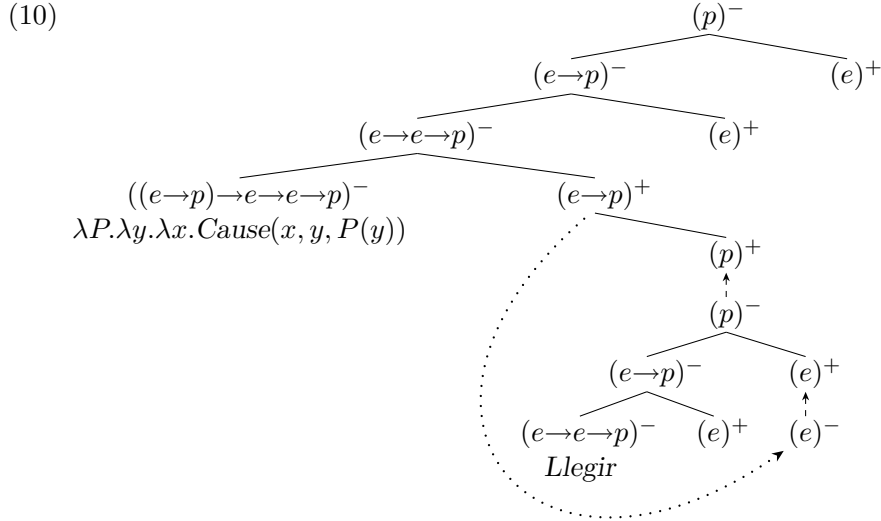 (10)
(p)⁻
(e→p)⁻ (e)⁺
(e→e→p)⁻ (e)⁺
((e→p)→e→e→p)⁻ (e→p)⁺
λP.λy.λx.Cause(x, y, P(y))
(p)⁺
(p)⁻
(e→p)⁻ (e)⁺
(e→e→p)⁻ (e)⁺ (e)⁻
Llegir